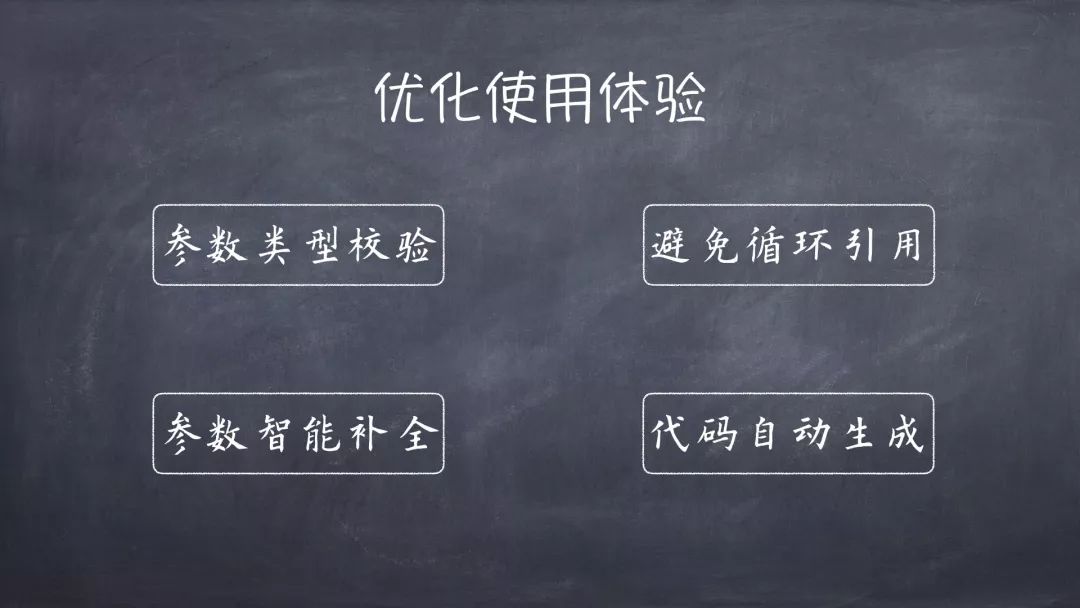 优化使用体验
参数类型校验
避免循环引用
参数智能补全
代码自动生成